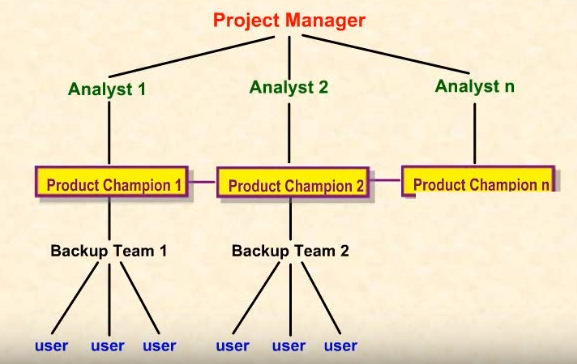 Project Manager
Analyst 1
Analyst 2
Analyst n
Product Champion 1
Product Champion 2
Product Champion n
Backup Team 1
Backup Team 2
user
user
user
user
user
user